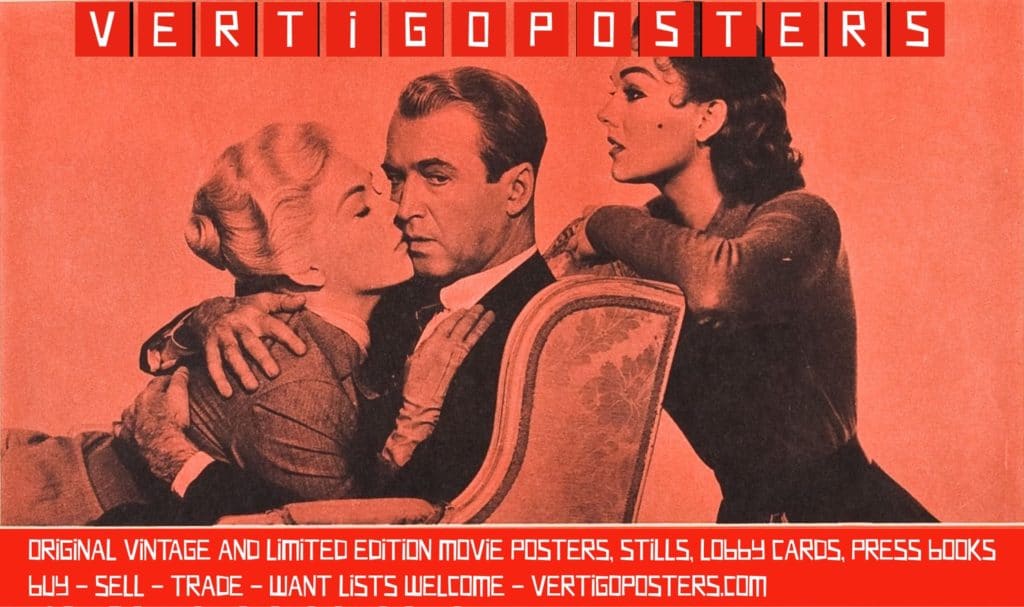 VERTiGOPOSTERS
ORIGINAL VINTAGE AND LIMITED EDITION MOVIE POSTERS, STILLS, LObbY CARDS, PRESS bOOKS
bUY - SELL - TRADE - WANT LISTS WELCOME - VERTIGOPOSTERS.COM